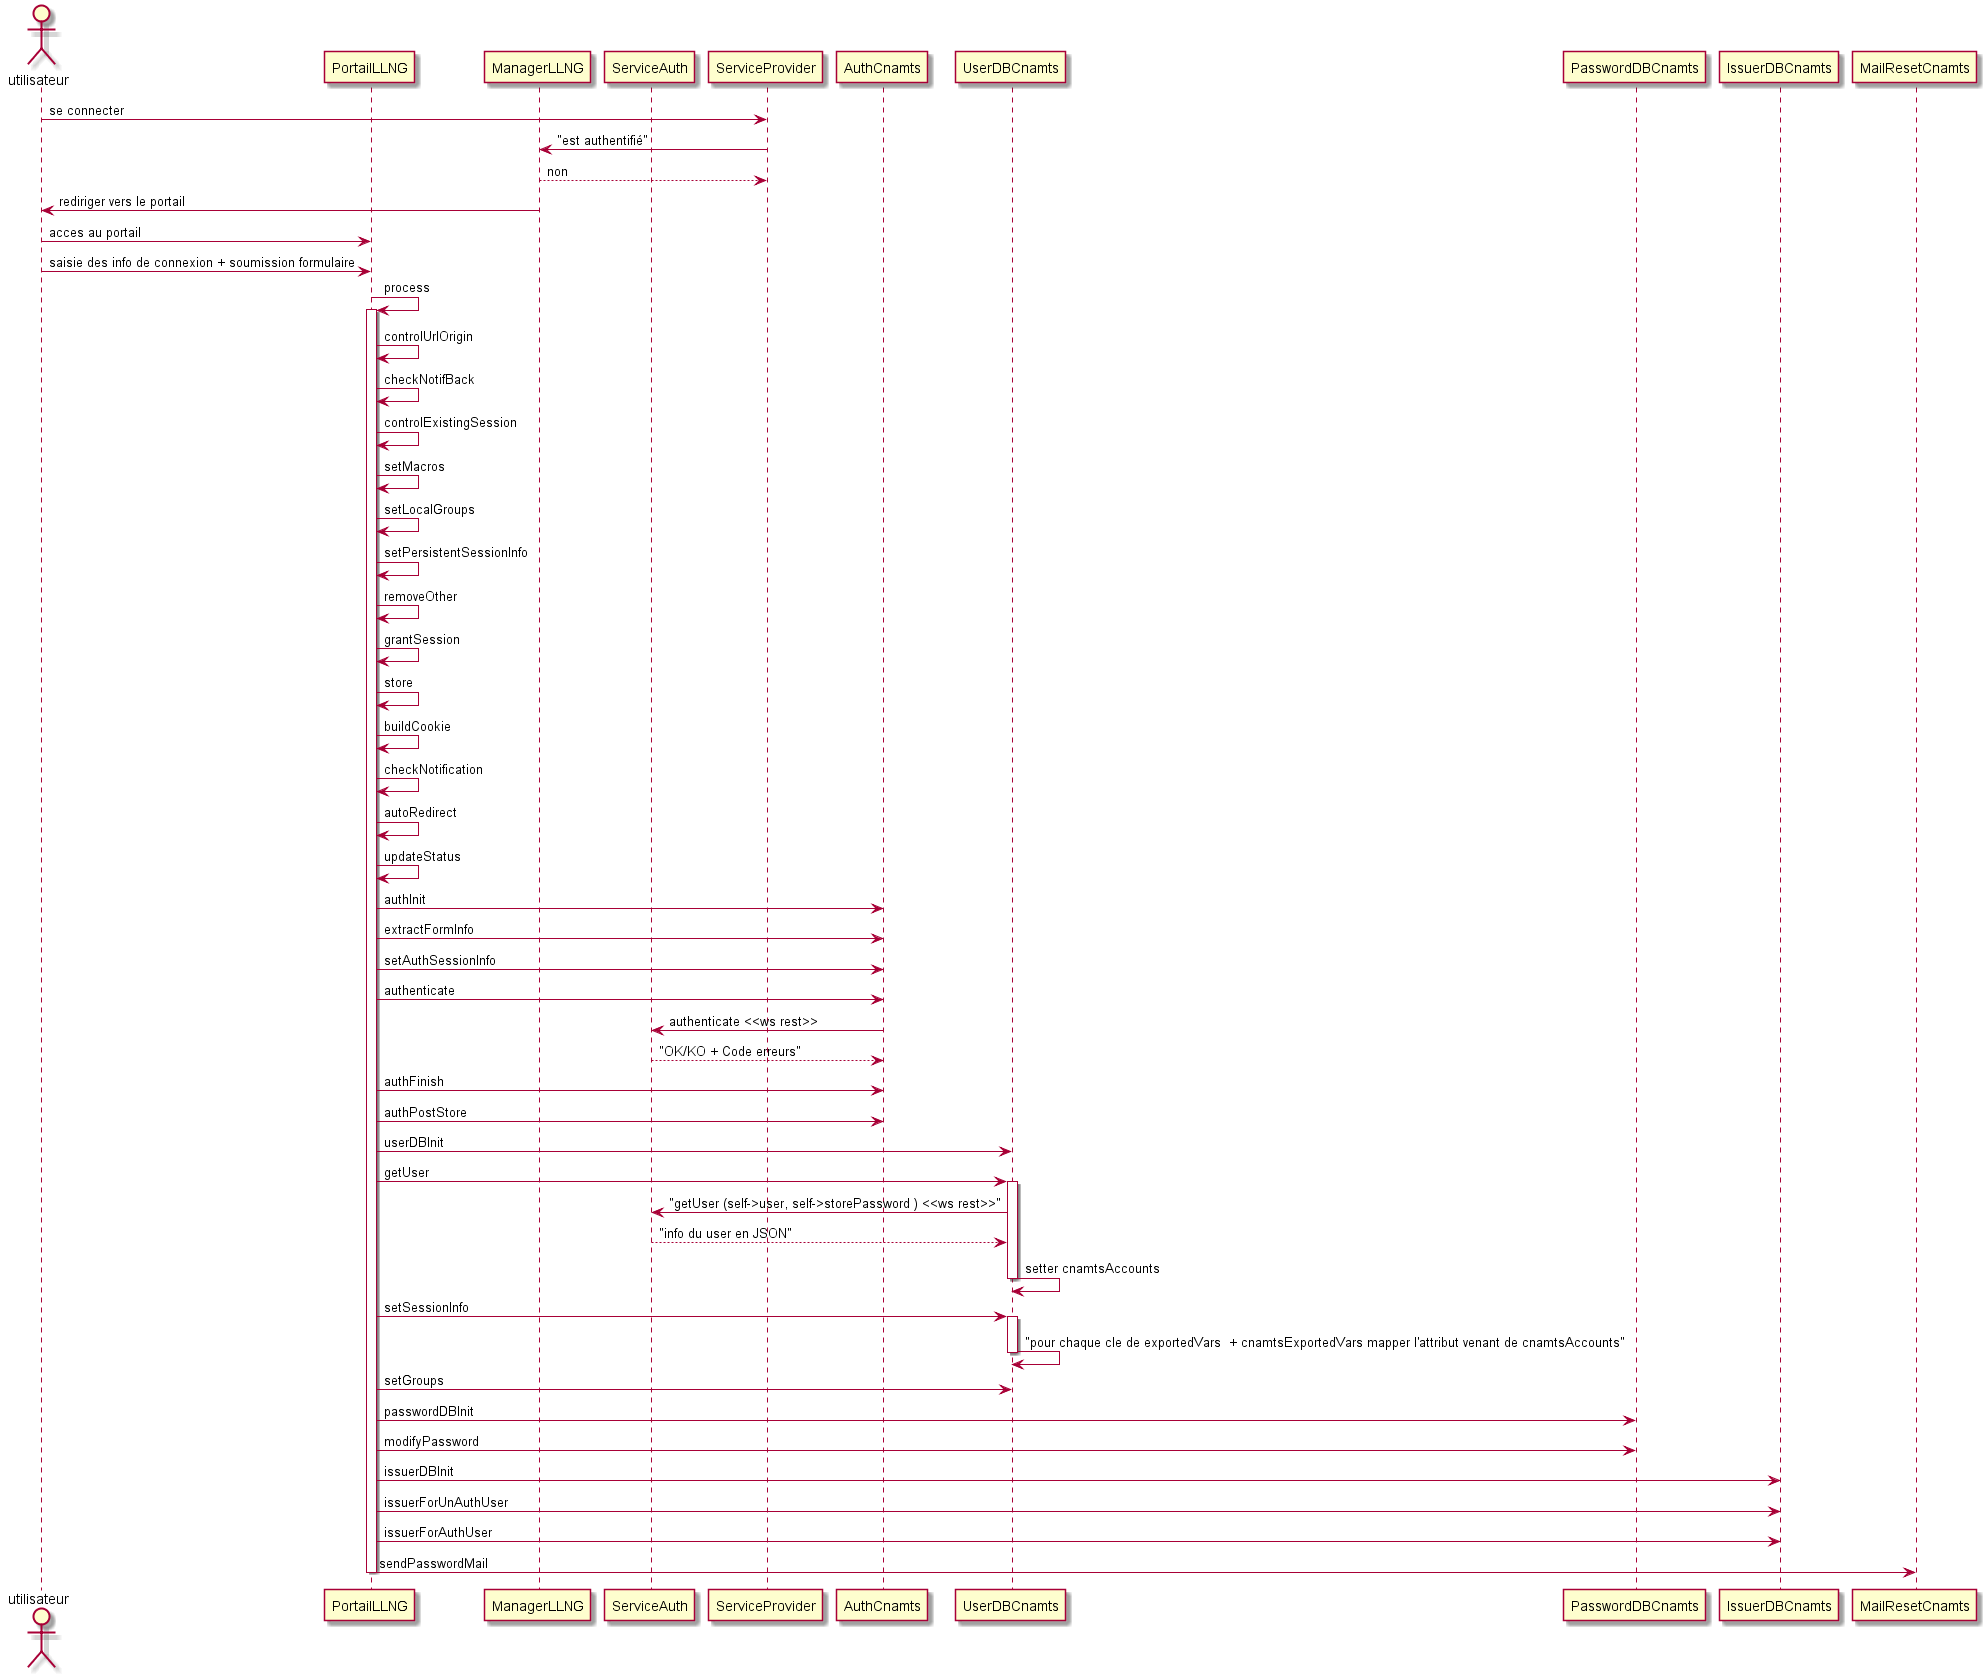 utilisateur
PortailLLNG
ManagerLLNG
ServiceAuth
ServiceProvider
AuthCnamts
UserDBCnamts
PasswordDBCnamts
IssuerDBCnamts
MailResetCnamts
se connecter
"est authentifié"
non
rediriger vers le portail
acces au portail
saisie des info de connexion + soumission formulaire
process
controlUrlOrigin
checkNotifBack
controlExistingSession
setMacros
setLocalGroups
setPersistentSessionInfo
removeOther
grantSession
store
buildCookie
checkNotification
autoRedirect
updateStatus
authInit
extractFormInfo
setAuthSessionInfo
authenticate
authenticate <<ws rest>>
"OK/KO + Code erreurs"
authFinish
authPostStore
userDBInit
getUser
"getUser (self->user, self->storePassword ) <<ws rest>>"
"info du user en JSON"
setter cnamtsAccounts
setSessionInfo
"pour chaque cle de exportedVars  + cnamtsExportedVars mapper l'attribut venant de cnamtsAccounts"
setGroups
passwordDBInit
modifyPassword
issuerDBInit
issuerForUnAuthUser
issuerForAuthUser
sendPasswordMail
utilisateur
PortailLLNG
ManagerLLNG
ServiceAuth
ServiceProvider
AuthCnamts
UserDBCnamts
PasswordDBCnamts
IssuerDBCnamts
MailResetCnamts